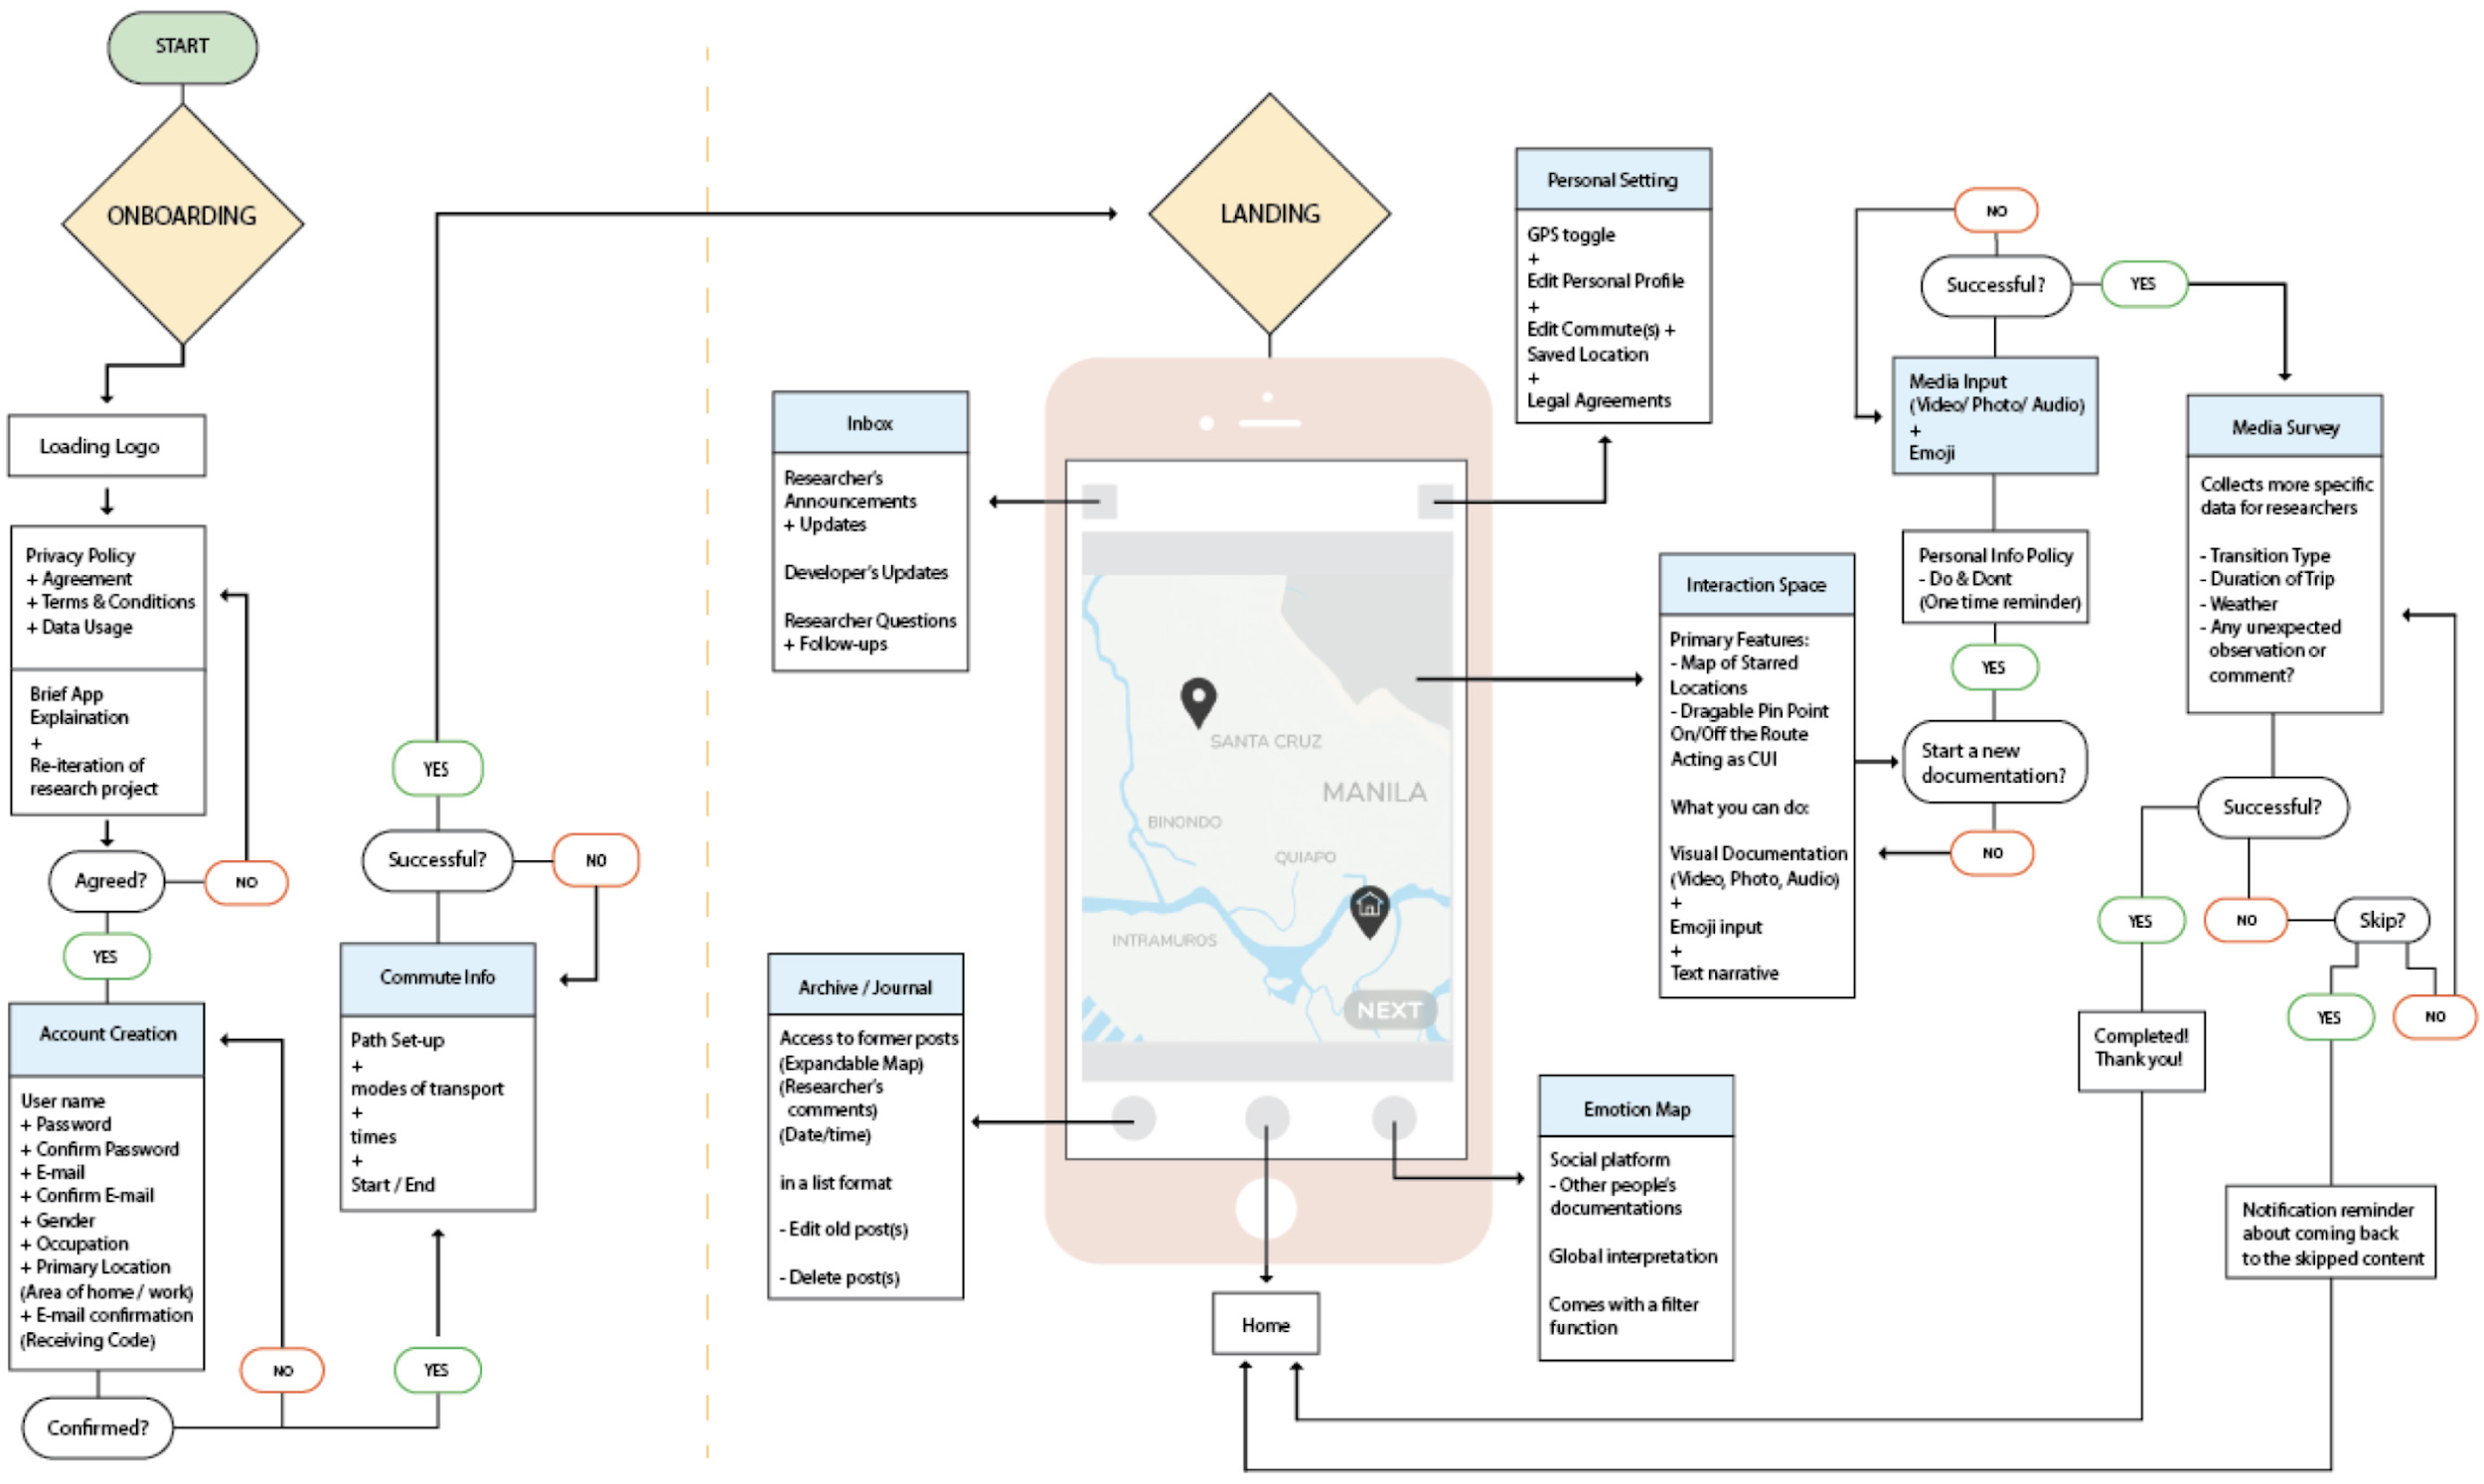 START
ONBOARDING
Loading Logo
Privacy Policy
+ Agreement
+ Terms & Conditions
+ Data Usage
Brief App
Explaination
+
Re-iteration of
research project
Agreed?
NO
YES
Account Creation
User name
+ Password
+ Confirm Password
+ E-mail
+ Confirm E-mail
+ Gender
+ Occupation
+ Primary Location
(Area of home / work)
+ E-mail confirmation
(Receiving Code)
Confirmed?
NO
YES
Commute Info
Path Set-up
+
modes of transport
+
times
+
Start / End
Successful?
NO
YES
LANDING
Inbox
Researcher's
Announcements
+ Updates
Developer's Updates
Researcher Questions
+ Follow-ups
Archive / Journal
Access to former posts
(Expandable Map)
(Researcher's
comments)
(Date/time)
in a list format
- Edit old post(s)
- Delete post(s)
SANTA CRUZ
MANILA
BINONDO
QUIAPO
INTRAMUROS
NEXT
Home
Personal Setting
GPS toggle
+
Edit Personal Profile
+
Edit Commute(s) +
Saved Location
+
Legal Agreements
Interaction Space
Primary Features:
- Map of Starred
Locations
- Dragable Pin Point
On/Off the Route
Acting as CUI
What you can do:
Visual Documentation
(Video, Photo, Audio)
+
Emoji input
+
Text narrative
Emotion Map
Social platform
- Other people's
documentations
Global interpretation
Comes with a filter
function
NO
Successful?
YES
Media Input
(Video/ Photo/ Audio)
+
Emoji
Personal Info Policy
- Do & Dont
(One time reminder)
YES
Start a new
documentation?
NO
Media Survey
Collects more specific
data for researchers
- Transition Type
- Duration of Trip
- Weather
- Any unexpected
observation or
comment?
Successful?
YES
NO
Skip?
YES
NO
Completed!
Thank you!
Notification reminder
about coming back
to the skipped content